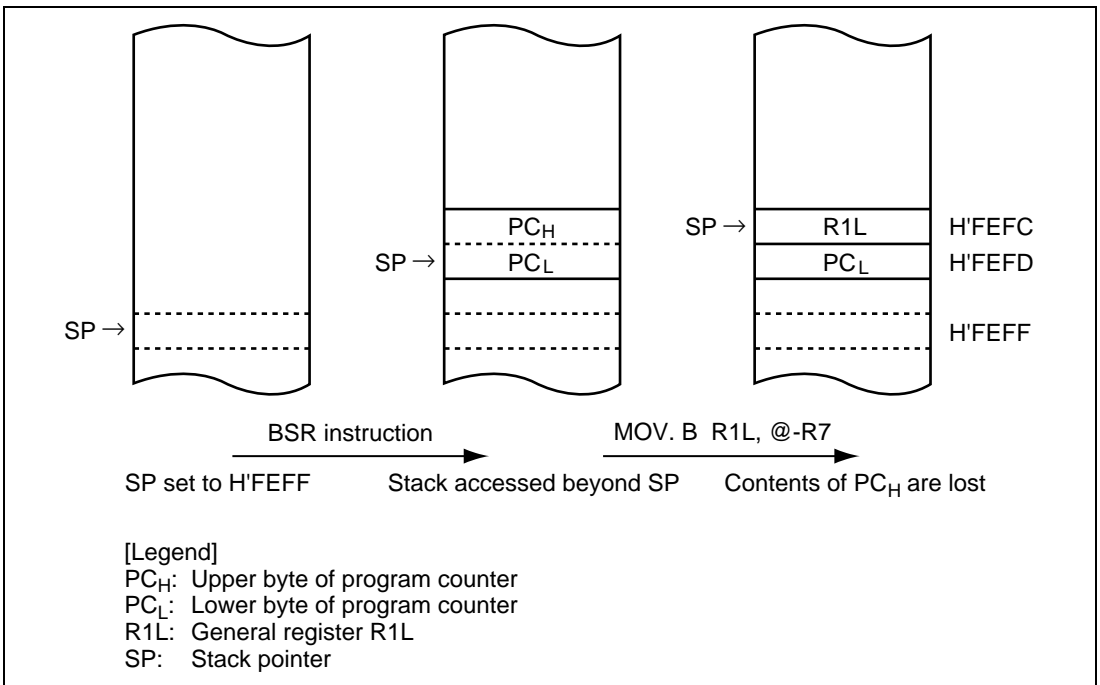 PCH
SP → R1L H'FEFC
SP → PCL PCL H'FEFD
SP → H'FEFF
BSR instruction MOV. B R1L, @-R7
SP set to H'FEFF Stack accessed beyond SP Contents of PCH are lost
[Legend]
PCH: Upper byte of program counter
PCL: Lower byte of program counter
R1L: General register R1L
SP: Stack pointer